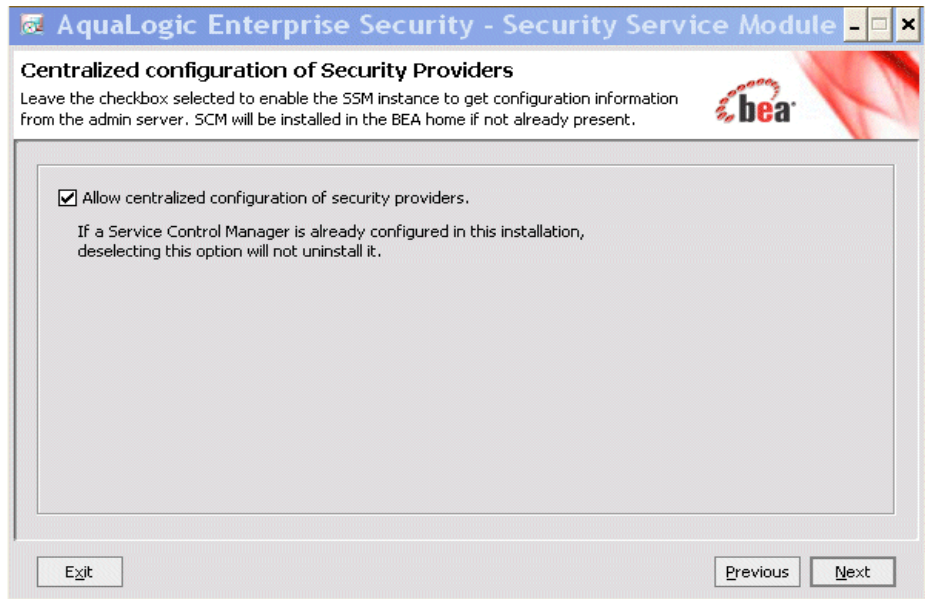 AquaLogic Enterprise Security - Security Service Module
Centralized configuration of Security Providers
Leave the checkbox selected to enable the SSM instance to get configuration information
from the admin server. SCM will be installed in the BEA home if not already present.
bea
Allow centralized configuration of security providers.
If a Service Control Manager is already configured in this installation,
deselecting this option will not uninstall it.
Exit
Previous
Next